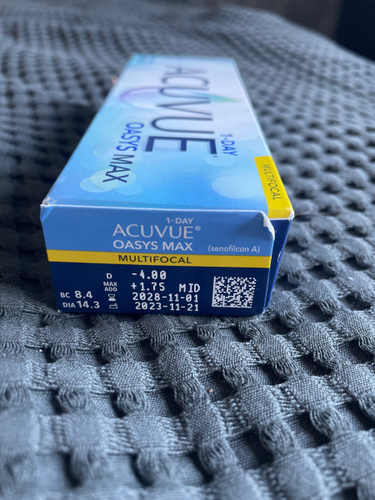 1-DAY
ACUVUE®
OASYS MAX
MULTIFOCAL
1-DAY
ACUVUE®
OASYS MAX (senofilcon A)
MULTIFOCAL
D -4.00
MAX ADD +1.75 MID
BC 8.4 2028-11-01
DIA 14.3 2023-11-21